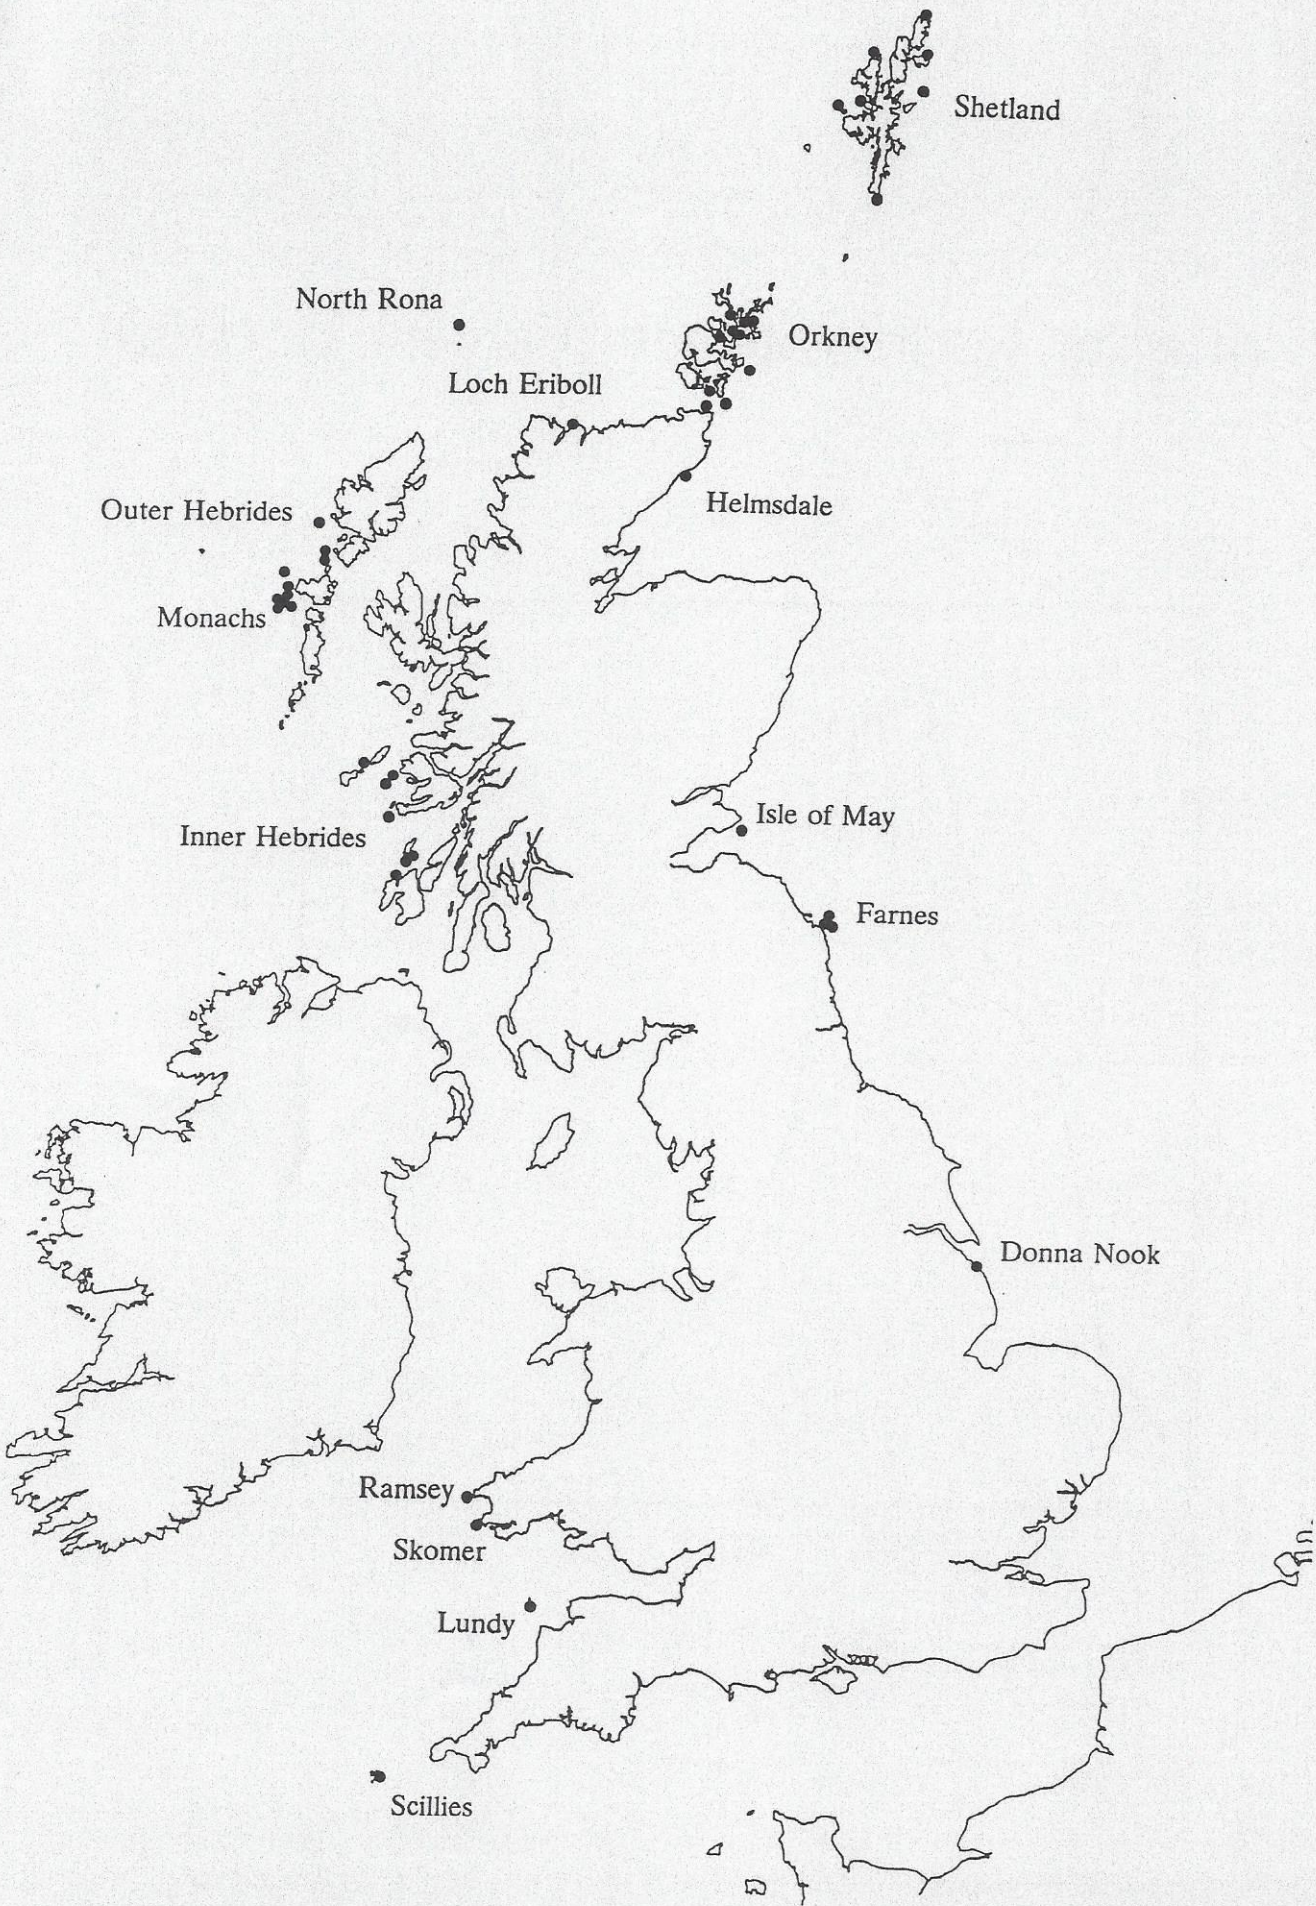 Shetland
North Rona
Orkney
Loch Eriboll
Outer Hebrides
Helmsdale
Monachs
Isle of May
Inner Hebrides
Farnes
Donna Nook
Ramsey
Skomer
Lundy
Scillies